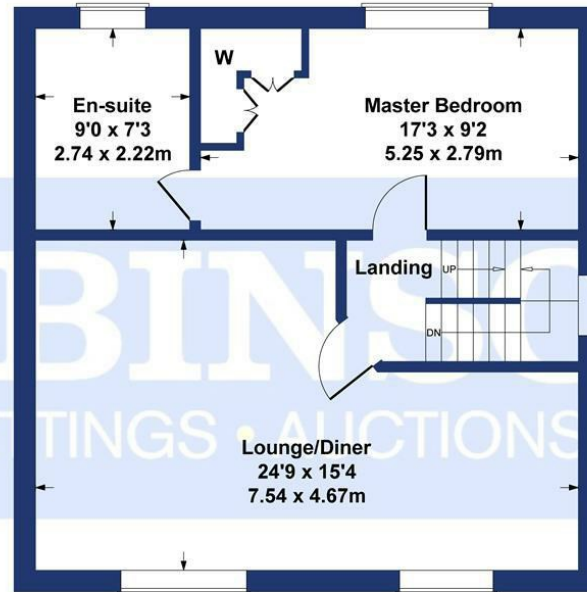 En-suite
9'0 x 7'3
2.74 x 2.22m
W
Master Bedroom
17'3 x 9'2
5.25 x 2.79m
Landing
UP
DN
BINSO
TTINGS • AUCTIONS
Lounge/Diner
24'9 x 15'4
7.54 x 4.67m